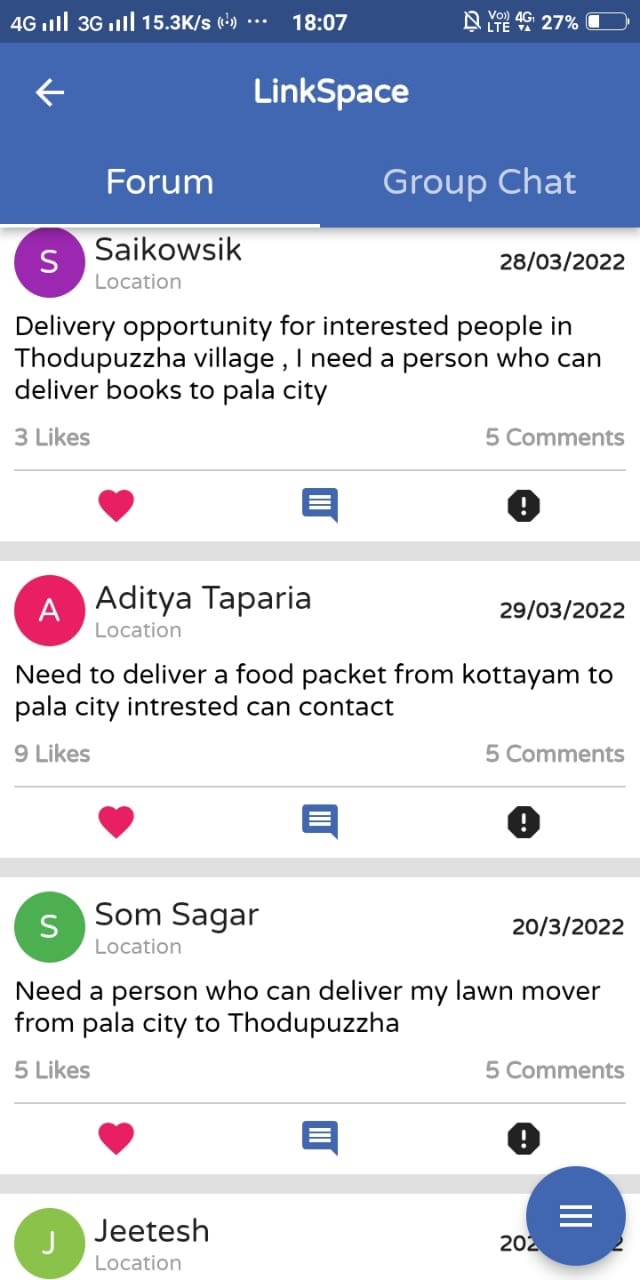 4G 3G 15.3K/s ... 18:07 Vo) LTE 4G 27%
LinkSpace
Forum Group Chat
S Saikowsik 28/03/2022
Location
Delivery opportunity for interested people in
Thodupuzzha village , I need a person who can
deliver books to pala city
3 Likes 5 Comments
A Aditya Taparia 29/03/2022
Location
Need to deliver a food packet from kottayam to
pala city intrested can contact
9 Likes 5 Comments
S Som Sagar 20/3/2022
Location
Need a person who can deliver my lawn mover
from pala city to Thodupuzzha
5 Likes 5 Comments
J Jeetesh
Location